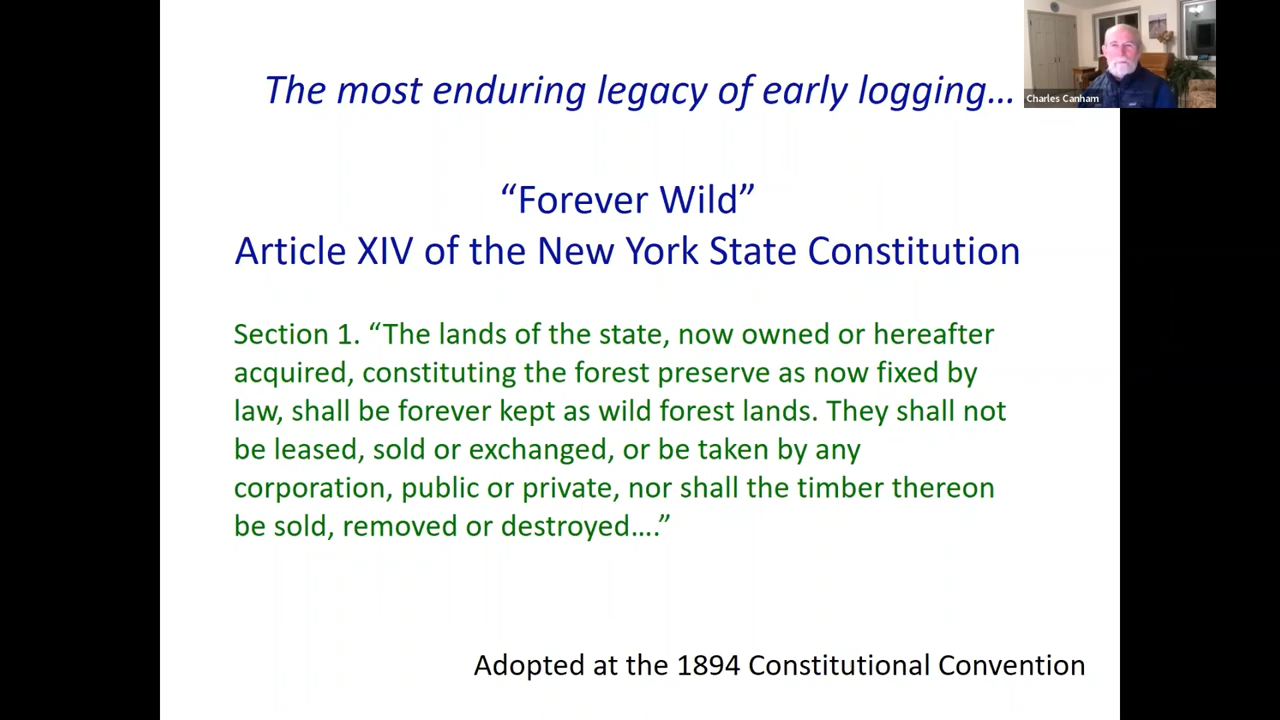 The most enduring legacy of early logging…
Charles Canham
“Forever Wild”
Article XIV of the New York State Constitution
Section 1. “The lands of the state, now owned or hereafter
acquired, constituting the forest preserve as now fixed by
law, shall be forever kept as wild forest lands. They shall not
be leased, sold or exchanged, or be taken by any
corporation, public or private, nor shall the timber thereon
be sold, removed or destroyed….”
Adopted at the 1894 Constitutional Convention